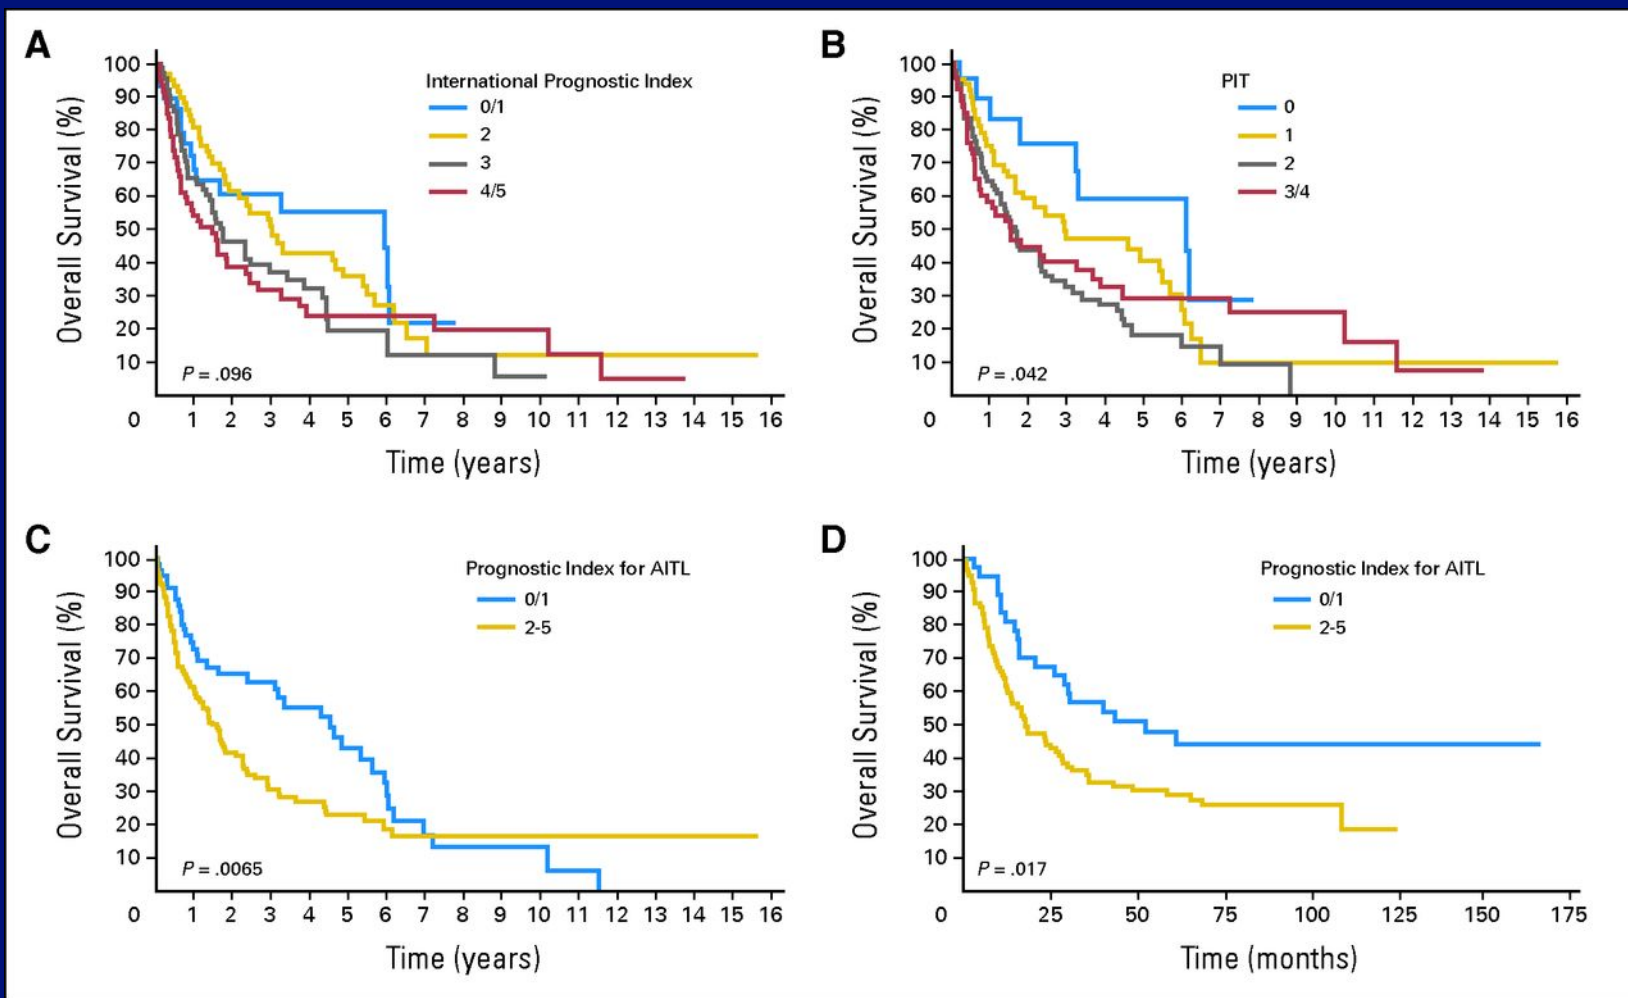 A
Overall Survival (%)
100
90
80
70
60
50
40
30
20
10
0
International Prognostic Index
0/1
2
3
4/5
P = .096
1 2 3 4 5 6 7 8 9 10 11 12 13 14 15 16
Time (years)
B
Overall Survival (%)
100
90
80
70
60
50
40
30
20
10
0
PIT
0
1
2
3/4
P = .042
1 2 3 4 5 6 7 8 9 10 11 12 13 14 15 16
Time (years)
C
Overall Survival (%)
100
90
80
70
60
50
40
30
20
10
0
Prognostic Index for AITL
0/1
2-5
P = .0065
1 2 3 4 5 6 7 8 9 10 11 12 13 14 15 16
Time (years)
D
Overall Survival (%)
100
90
80
70
60
50
40
30
20
10
0
Prognostic Index for AITL
0/1
2-5
P = .017
25 50 75 100 125 150 175
Time (months)